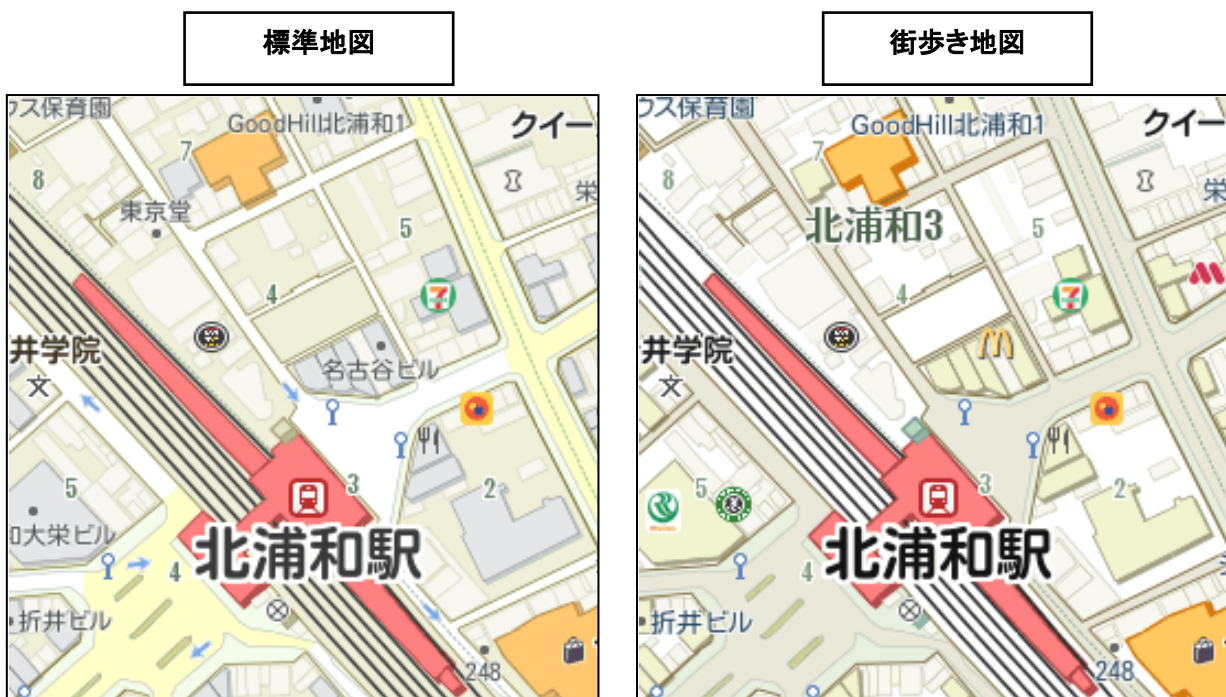 標準地図
街歩き地図
ウス保育園
GoodHill北浦和1
クイー
7
8
東京堂
栄
5
4
井学院
文
名古谷ビル
5
3
2
和大栄ビル
北浦和駅
4
折井ビル
248
ウス保育園
GoodHill北浦和1
クイー
7
8
栄
北浦和3
5
4
井学院
文
5
3
2
北浦和駅
4
折井ビル
248